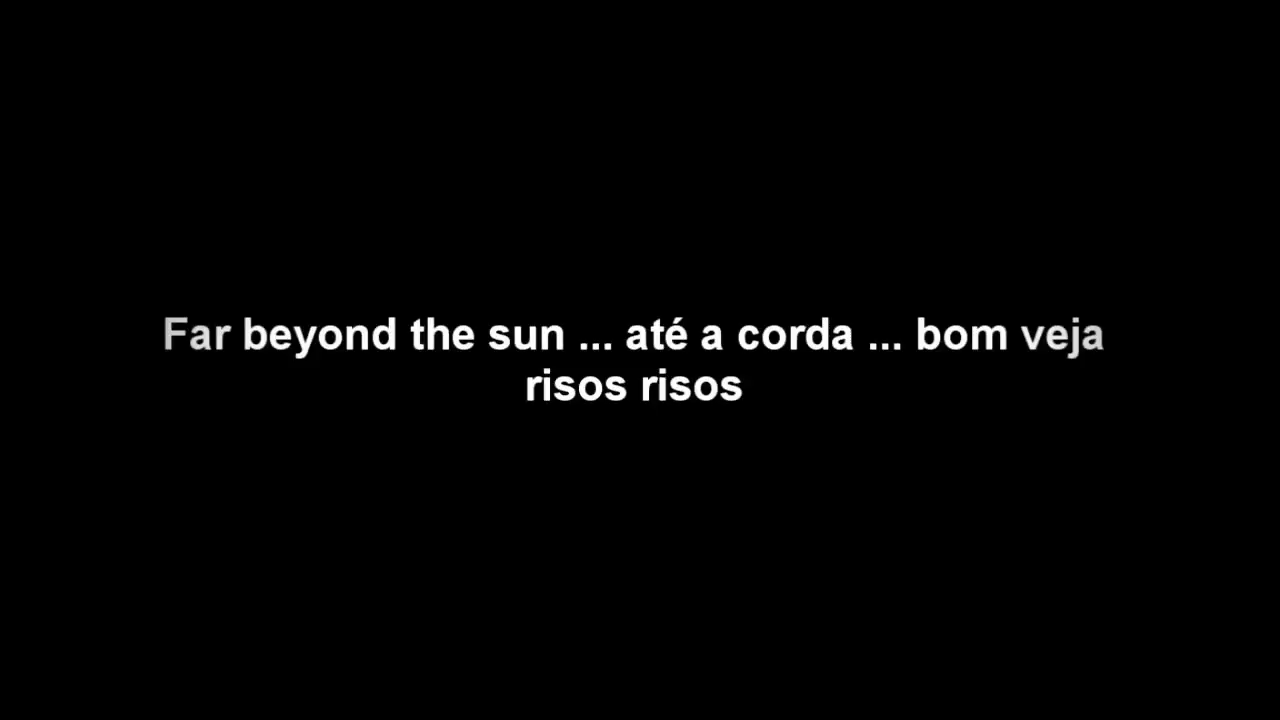 Far beyond the sun ... até a corda ... bom veja
risos risos